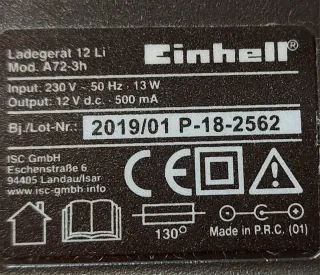 Ladegerät 12 Li
Mod. A72-3h
Einhell®
Input: 230 V ~ 50 Hz · 13 W
Output: 12 V d.c. · 500 mA
Bj./Lot-Nr.: 2019/01 P-18-2562
ISC GmbH
Eschenstraße 6
94405 Landau/Isar
www.isc-gmbh.info
CE
130°
Made in P.R.C. (01)